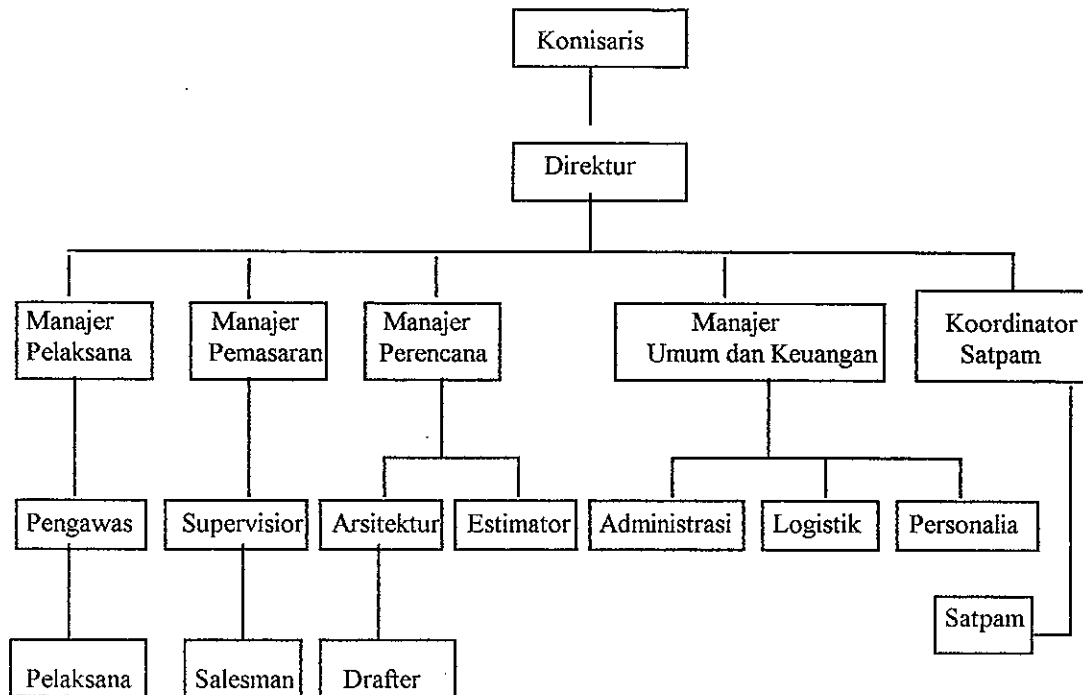 Komisaris
Direktur
Manajer
Pelaksana
Manajer
Pemasaran
Manajer
Perencana
Manajer
Umum dan Keuangan
Koordinator
Satpam
Pengawas
Supervisior
Arsitektur
Estimator
Administrasi
Logistik
Personalia
Satpam
Pelaksana
Salesman
Drafter